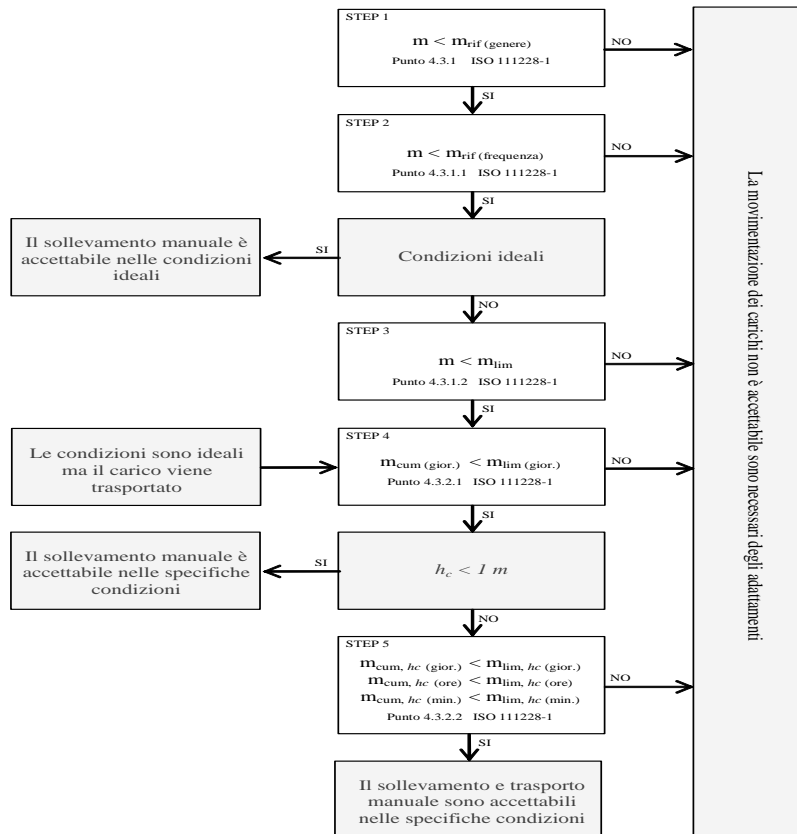 STEP 1
m < mrif (genere)
Punto 4.3.1 ISO 111228-1
NO
SI
STEP 2
m < mrif (frequenza)
Punto 4.3.1.1 ISO 111228-1
NO
SI
Il sollevamento manuale è
accettabile nelle condizioni
ideali
SI
Condizioni ideali
NO
STEP 3
m < mlim
Punto 4.3.1.2 ISO 111228-1
NO
SI
Le condizioni sono ideali
ma il carico viene
trasportato
STEP 4
mcum (gior.) < mlim (gior.)
Punto 4.3.2.1 ISO 111228-1
NO
SI
Il sollevamento manuale è
accettabile nelle specifiche
condizioni
SI
hc < 1 m
NO
STEP 5
mcum, hc (gior.) < mlim, hc (gior.)
mcum, hc (ore) < mlim, hc (ore)
mcum, hc (min.) < mlim, hc (min.)
Punto 4.3.2.2 ISO 111228-1
NO
SI
Il sollevamento e trasporto
manuale sono accettabili
nelle specifiche condizioni
La movimentazione dei carichi non è accettabile sono necessari degli adattamenti